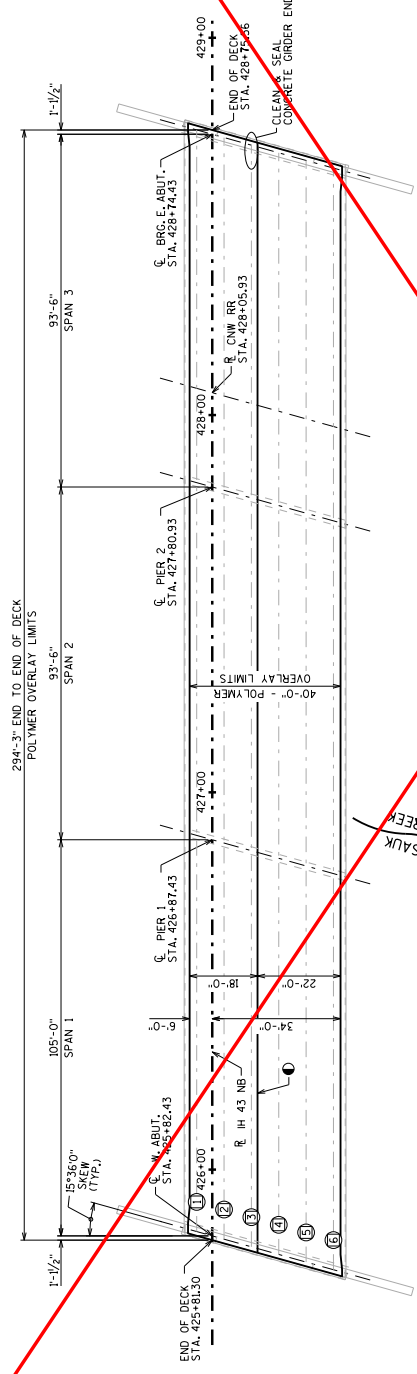 294'-3" END TO END OF DECK
POLYMER OVERLAY LIMITS
1'-1½"
105'-0"
SPAN 1
93'-6"
SPAN 2
93'-6"
SPAN 3
1'-1½"
15°36'0"
SKEW
(TYP.)
END OF DECK
STA. 425+81.30
℄ W. ABUT.
STA. 425+82.43
℄ PIER 1
STA. 426+87.43
℄ PIER 2
STA. 427+80.93
℄ BRG. E. ABUT.
STA. 428+74.43
END OF DECK
STA. 428+75.56
426+00
427+00
428+00
429+00
R IH 43 NB
R CNW RR
STA. 428+05.93
CLEAN & SEAL
CONCRETE GIRDER END
6'-0"
18'-0"
34'-0"
22'-0"
40'-0" - POLYMER
OVERLAY LIMITS
1
2
3
4
5
6
SAUK